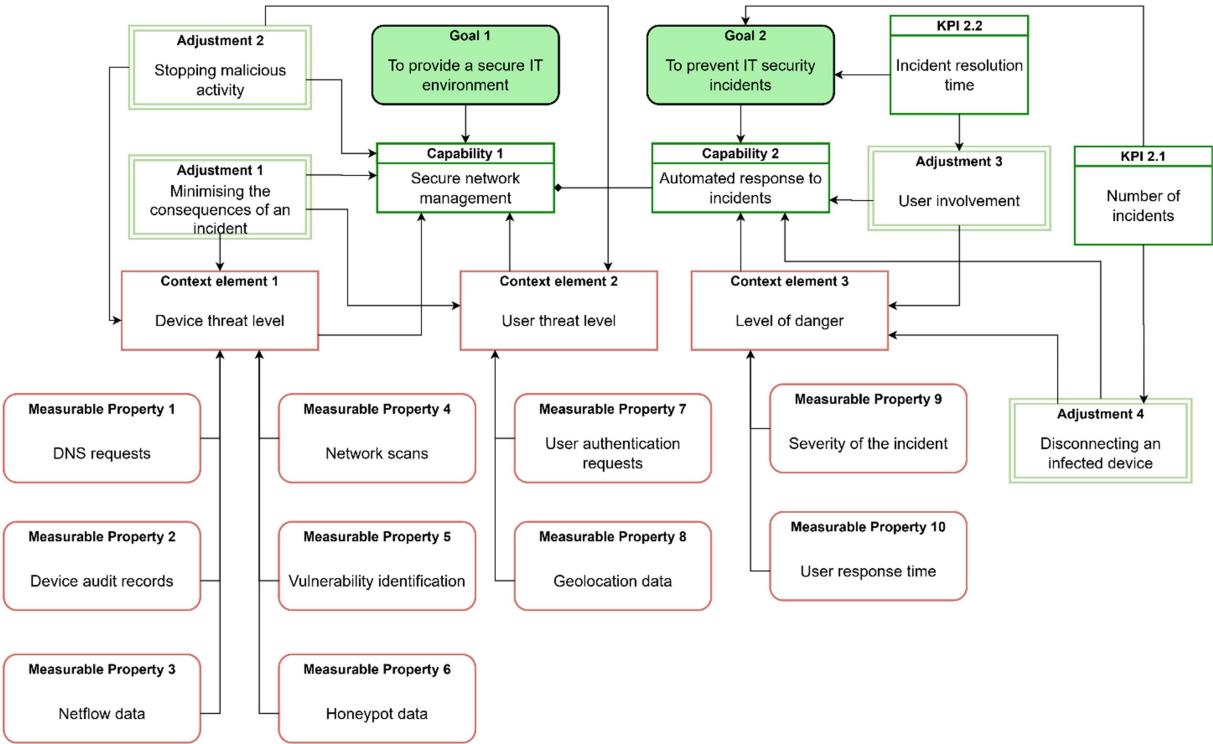 Adjustment 2
Stopping malicious
activity
Goal 1
To provide a secure IT
environment
Goal 2
To prevent IT security
incidents
KPI 2.2
Incident resolution
time
Adjustment 1
Minimising the
consequences of an
incident
Capability 1
Secure network
management
Capability 2
Automated response to
incidents
Adjustment 3
User involvement
KPI 2.1
Number of
incidents
Context element 1
Device threat level
Context element 2
User threat level
Context element 3
Level of danger
Measurable Property 1
DNS requests
Measurable Property 4
Network scans
Measurable Property 7
User authentication
requests
Measurable Property 9
Severity of the incident
Adjustment 4
Disconnecting an
infected device
Measurable Property 2
Device audit records
Measurable Property 5
Vulnerability identification
Measurable Property 8
Geolocation data
Measurable Property 10
User response time
Measurable Property 3
Netflow data
Measurable Property 6
Honeypot data